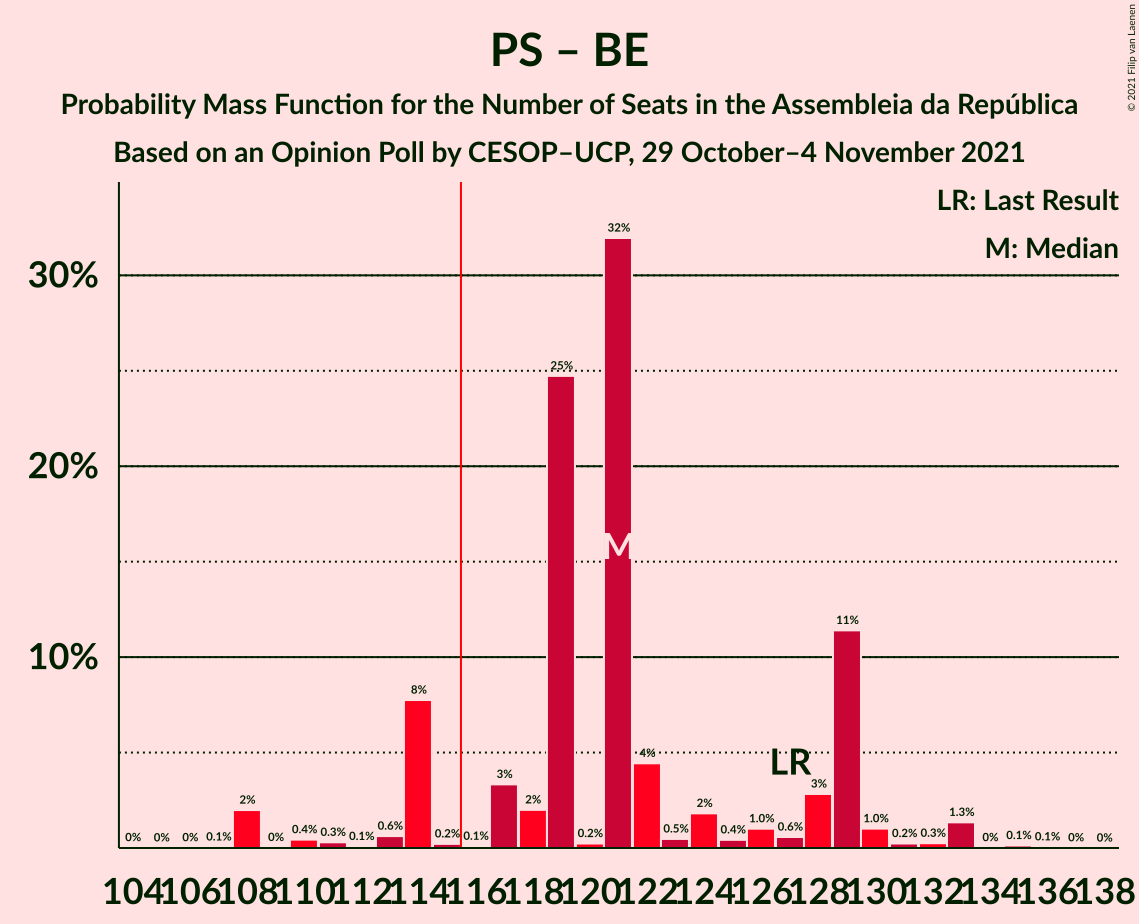 PS – BE
Probability Mass Function for the Number of Seats in the Assembleia da República
Based on an Opinion Poll by CESOP–UCP, 29 October–4 November 2021
© 2021 Filip van Laenen
LR: Last Result
M: Median
30%
20%
10%
0% 0% 0% 0.1% 2% 0% 0.4% 0.3% 0.1% 0.6% 8% 0.2% 0.1% 3% 2% 25% 0.2% 32% 4% 0.5% 2% 0.4% 1.0% 0.6% 3% 11% 1.0% 0.2% 0.3% 1.3% 0% 0.1% 0.1% 0% 0%
M
LR
104 106 108 110 112 114 116 118 120 122 124 126 128 130 132 134 136 138